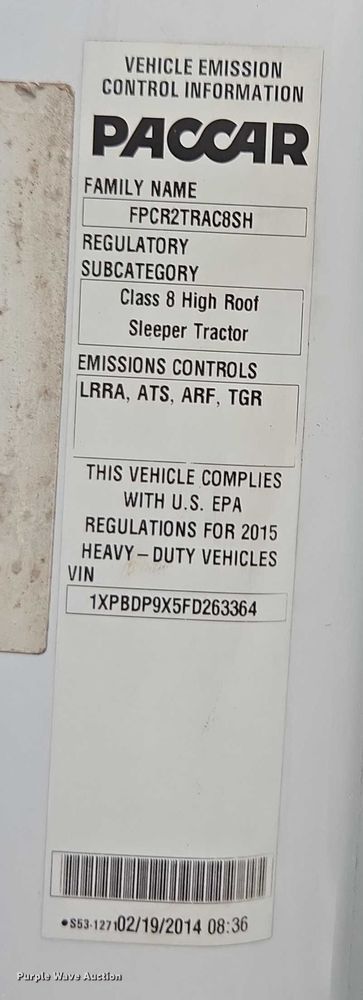 VEHICLE EMISSION
CONTROL INFORMATION
PACCAR
FAMILY NAME
FPCR2TRAC8SH
REGULATORY
SUBCATEGORY
Class 8 High Roof
Sleeper Tractor
EMISSIONS CONTROLS
LRRA, ATS, ARF, TGR
THIS VEHICLE COMPLIES
WITH U.S. EPA
REGULATIONS FOR 2015
HEAVY–DUTY VEHICLES
VIN
1XPBDP9X5FD263364
•S53-1271 02/19/2014 08:36
Purple Wave Auction